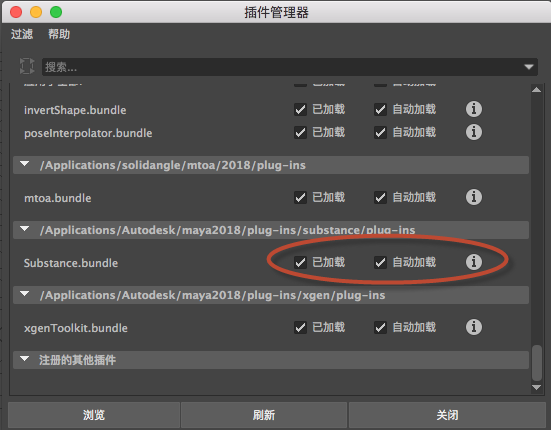 插件管理器
过滤 帮助
搜索...
已加载 自动加载
invertShape.bundle 已加载 自动加载
poseInterpolator.bundle 已加载 自动加载
/Applications/solidangle/mtoa/2018/plug-ins
mtoa.bundle 已加载 自动加载
/Applications/Autodesk/maya2018/plug-ins/substance/plug-ins
Substance.bundle 已加载 自动加载
/Applications/Autodesk/maya2018/plug-ins/xgen/plug-ins
xgenToolkit.bundle 已加载 自动加载
注册的其他插件
浏览 刷新 关闭